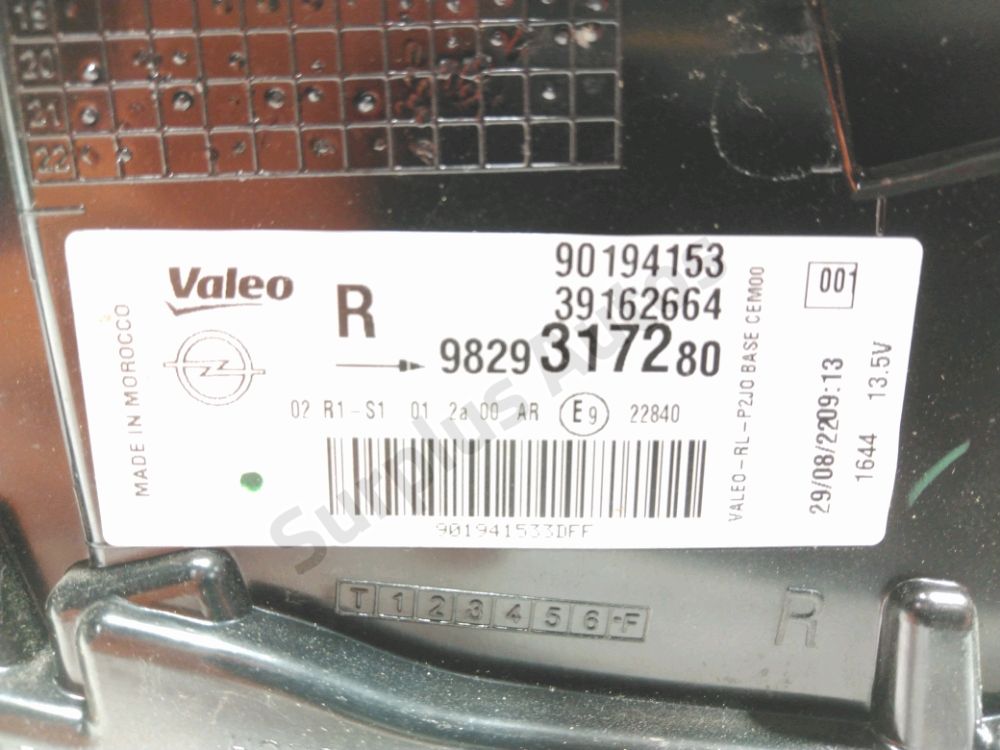 19
20
21
22
Valeo
R
90194153
39162664
9829317280
001
MADE IN MOROCCO
02 R1-S1 01 2a 00 AR E9 22840
901941533DFF
VALEO-RL-P2JO BASE CEM00
29/08/2209:13
1644 13.5V
Surplus Autos
T 1 2 3 4 5 6 F
R